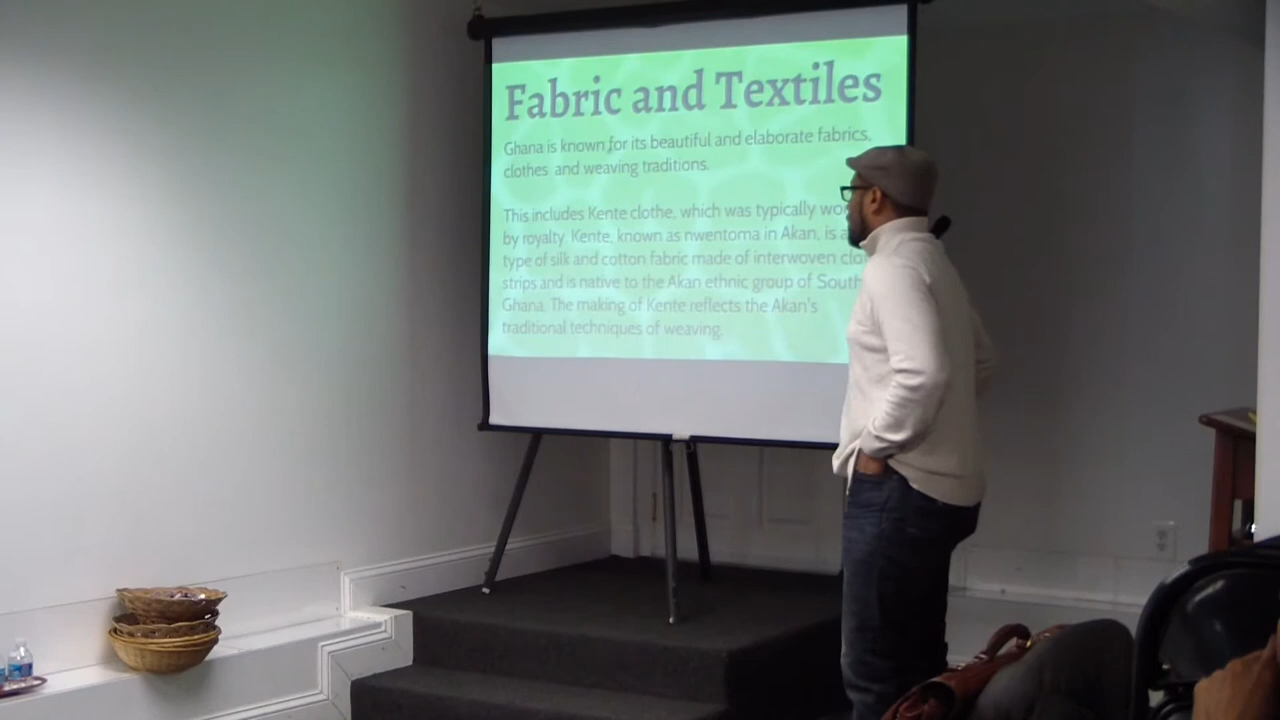 Fabric and Textiles
Ghana is known for its beautiful and elaborate fabrics,
clothes and weaving traditions.
This includes Kente clothe, which was typically
by royalty. Kente, known as nwentoma in Akan, is a
type of silk and cotton fabric made of interwoven
strips and is native to the Akan ethnic group of South
Ghana. The making of Kente reflects the Akan's
traditional techniques of weaving.